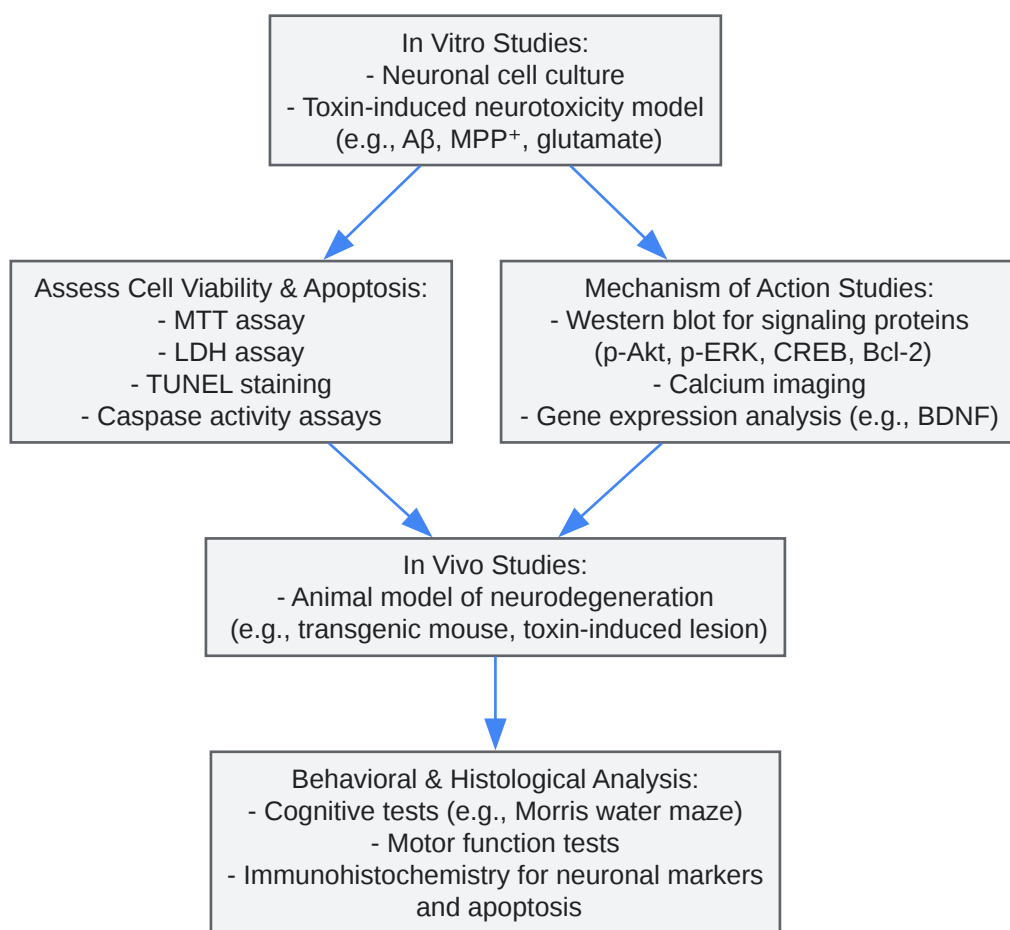 In Vitro Studies:
- Neuronal cell culture
- Toxin-induced neurotoxicity model
(e.g., Aβ, MPP⁺, glutamate)
Assess Cell Viability & Apoptosis:
- MTT assay
- LDH assay
- TUNEL staining
- Caspase activity assays
Mechanism of Action Studies:
- Western blot for signaling proteins
(p-Akt, p-ERK, CREB, Bcl-2)
- Calcium imaging
- Gene expression analysis (e.g., BDNF)
In Vivo Studies:
- Animal model of neurodegeneration
(e.g., transgenic mouse, toxin-induced lesion)
Behavioral & Histological Analysis:
- Cognitive tests (e.g., Morris water maze)
- Motor function tests
- Immunohistochemistry for neuronal markers
and apoptosis